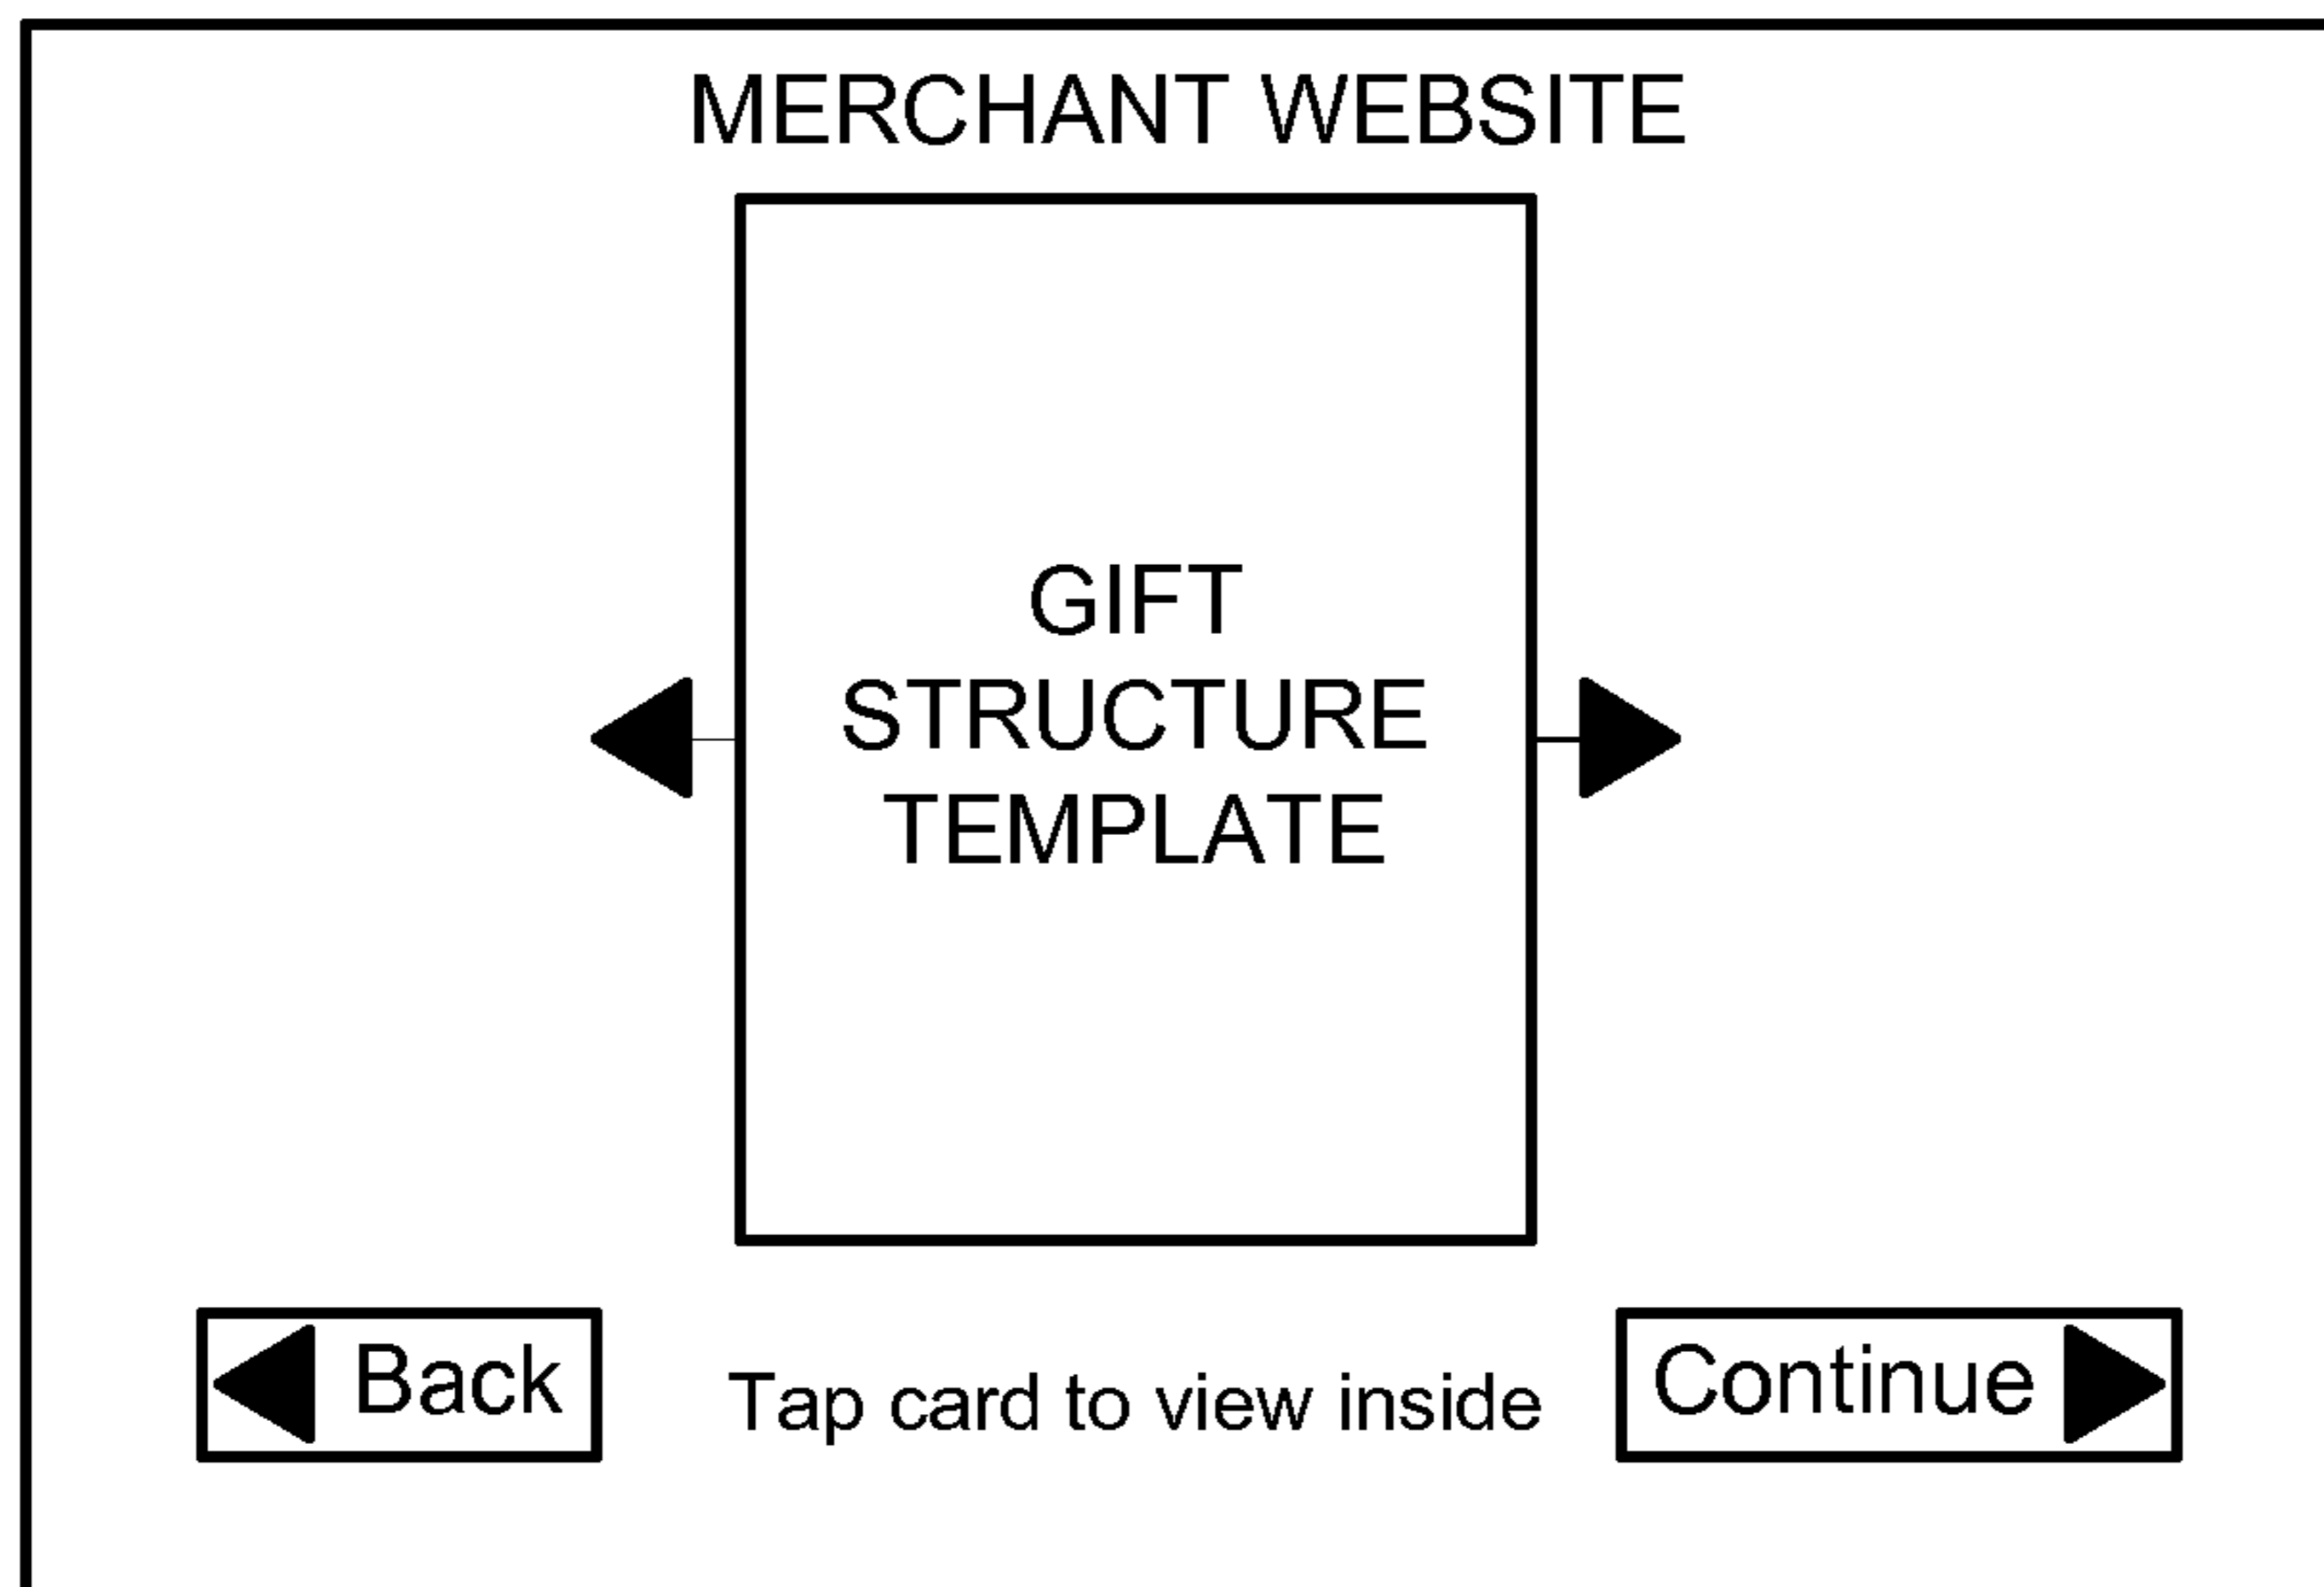 MERCHANT WEBSITE
GIFT
STRUCTURE
TEMPLATE
Back
Tap card to view inside
Continue